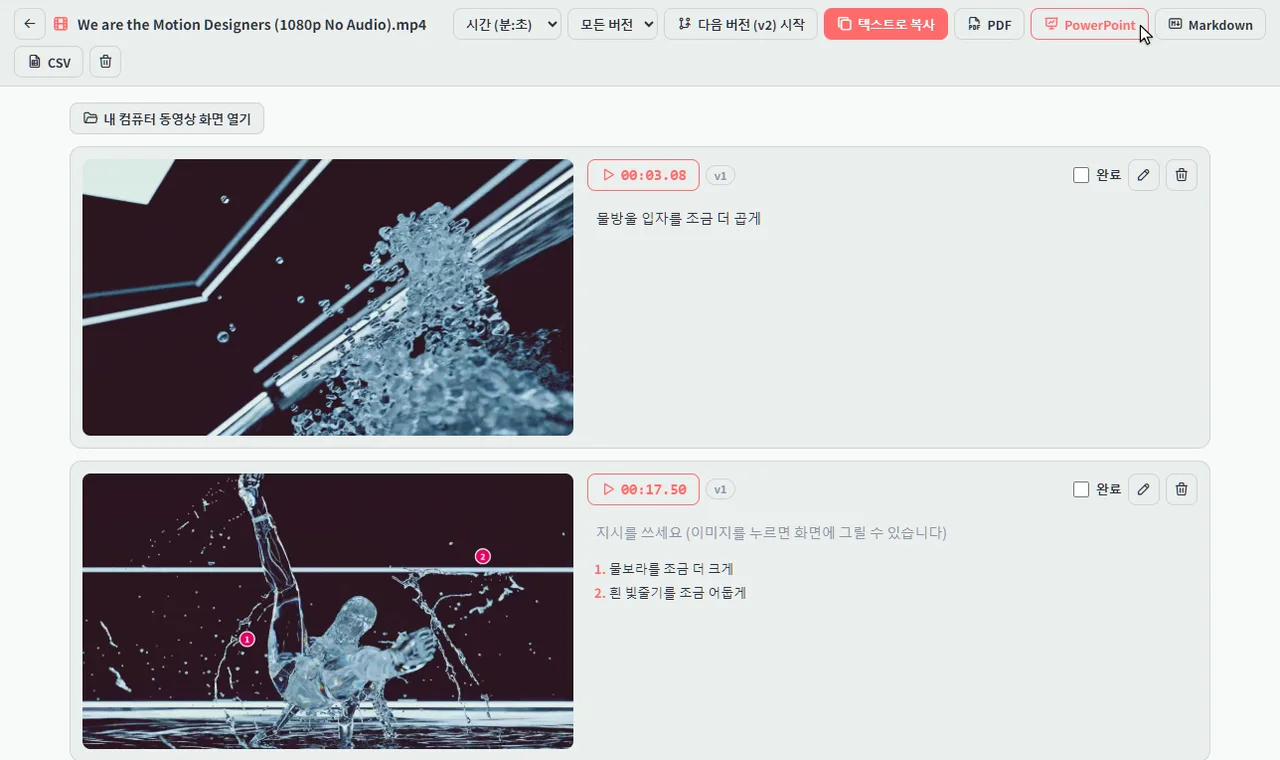 We are the Motion Designers (1080p No Audio).mp4
시간 (분:초)
모든 버전
다음 버전 (v2) 시작
텍스트로 복사
PDF
PowerPoint
Markdown
CSV
내 컴퓨터 동영상 화면 열기
00:03.08
v1
완료
물방울 입자를 조금 더 곱게
00:17.50
v1
완료
지시를 쓰세요 (이미지를 누르면 화면에 그릴 수 있습니다)
1. 물보라를 조금 더 크게
2. 흰 빛줄기를 조금 어둡게
2
1